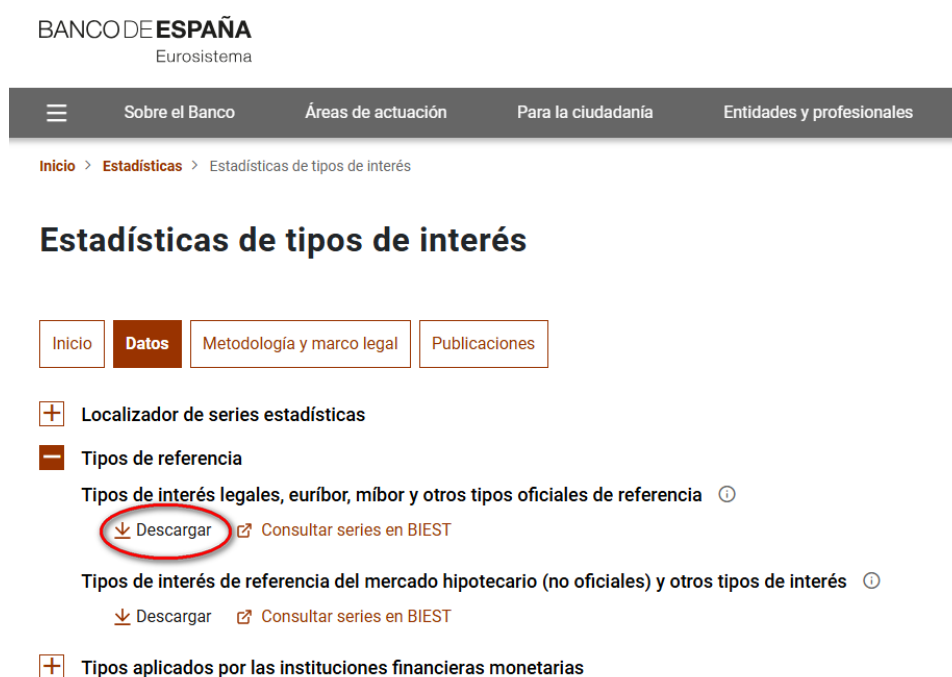 BANCO DE ESPAÑA
Eurosistema
Sobre el Banco Áreas de actuación Para la ciudadanía Entidades y profesionales
Inicio > Estadísticas > Estadísticas de tipos de interés
Estadísticas de tipos de interés
Inicio Datos Metodología y marco legal Publicaciones
Localizador de series estadísticas
Tipos de referencia
Tipos de interés legales, euríbor, míbor y otros tipos oficiales de referencia
Descargar Consultar series en BIEST
Tipos de interés de referencia del mercado hipotecario (no oficiales) y otros tipos de interés
Descargar Consultar series en BIEST
Tipos aplicados por las instituciones financieras monetarias